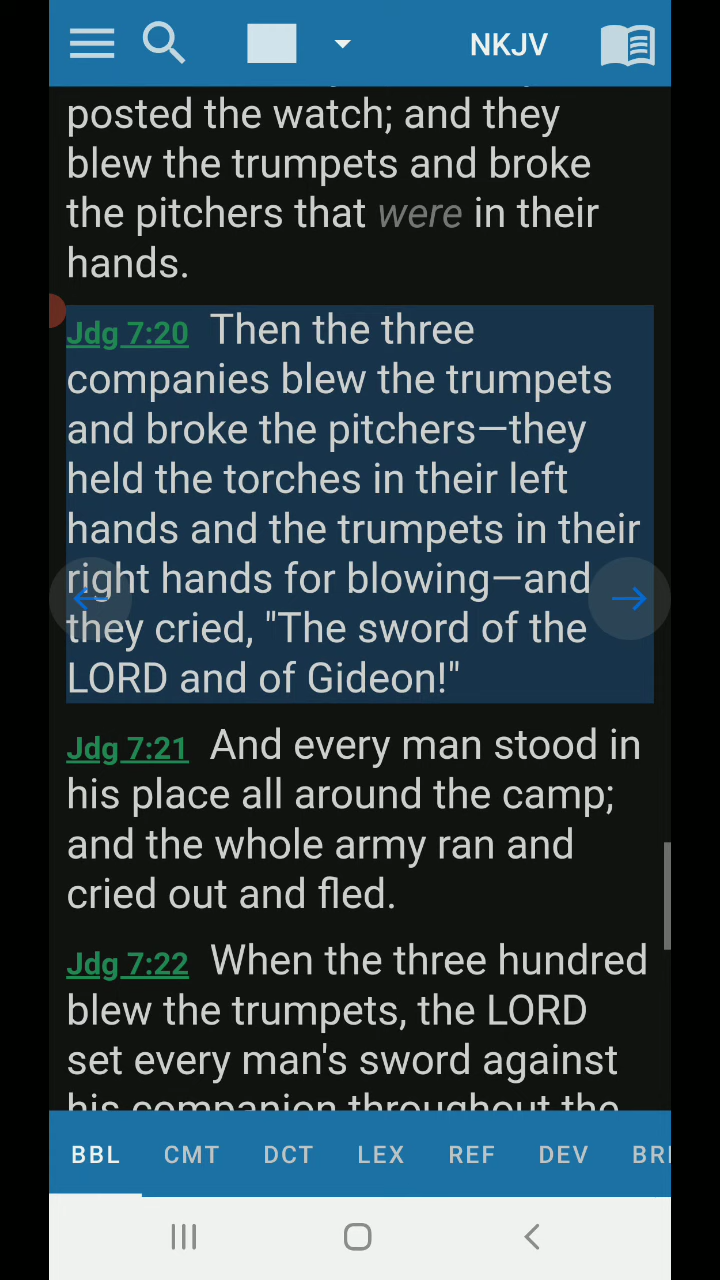 NKJV
posted the watch; and they
blew the trumpets and broke
the pitchers that were in their
hands.
Jdg 7:20 Then the three
companies blew the trumpets
and broke the pitchers—they
held the torches in their left
hands and the trumpets in their
right hands for blowing—and
they cried, "The sword of the
LORD and of Gideon!"
Jdg 7:21 And every man stood in
his place all around the camp;
and the whole army ran and
cried out and fled.
Jdg 7:22 When the three hundred
blew the trumpets, the LORD
set every man's sword against
his companion throughout the
BBL CMT DCT LEX REF DEV BRI